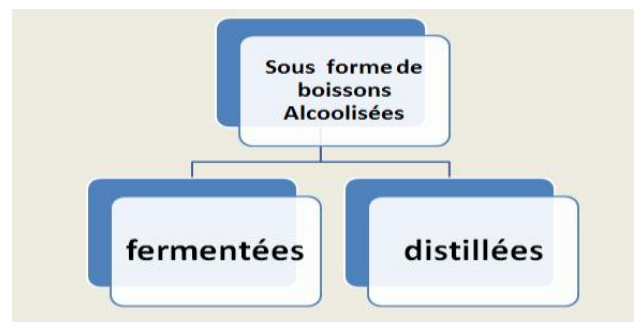 Sous forme de
boissons
Alcoolisées
fermentées
distillées